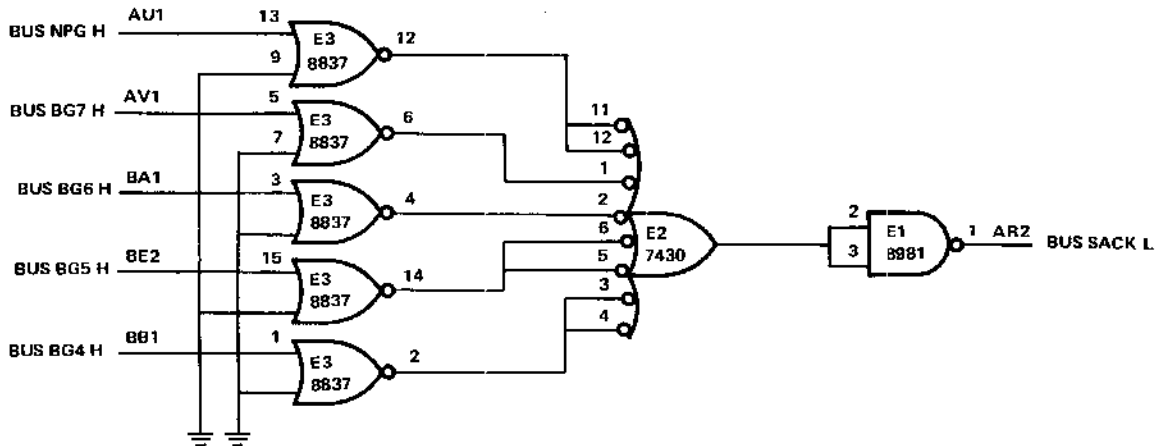 BUS NPG H AU1 13 E3 8837 12
9
BUS BG7 H AV1 5 E3 8837 6
7
11
12
1
BUS BG6 H BA1 3 E3 8837 4
2
6
5
3
4
E2 7430
2
3
E1 8981 1 AR2 BUS SACK L
BUS BG5 H BE2 15 E3 8837 14
BUS BG4 H BB1 1 E3 8837 2